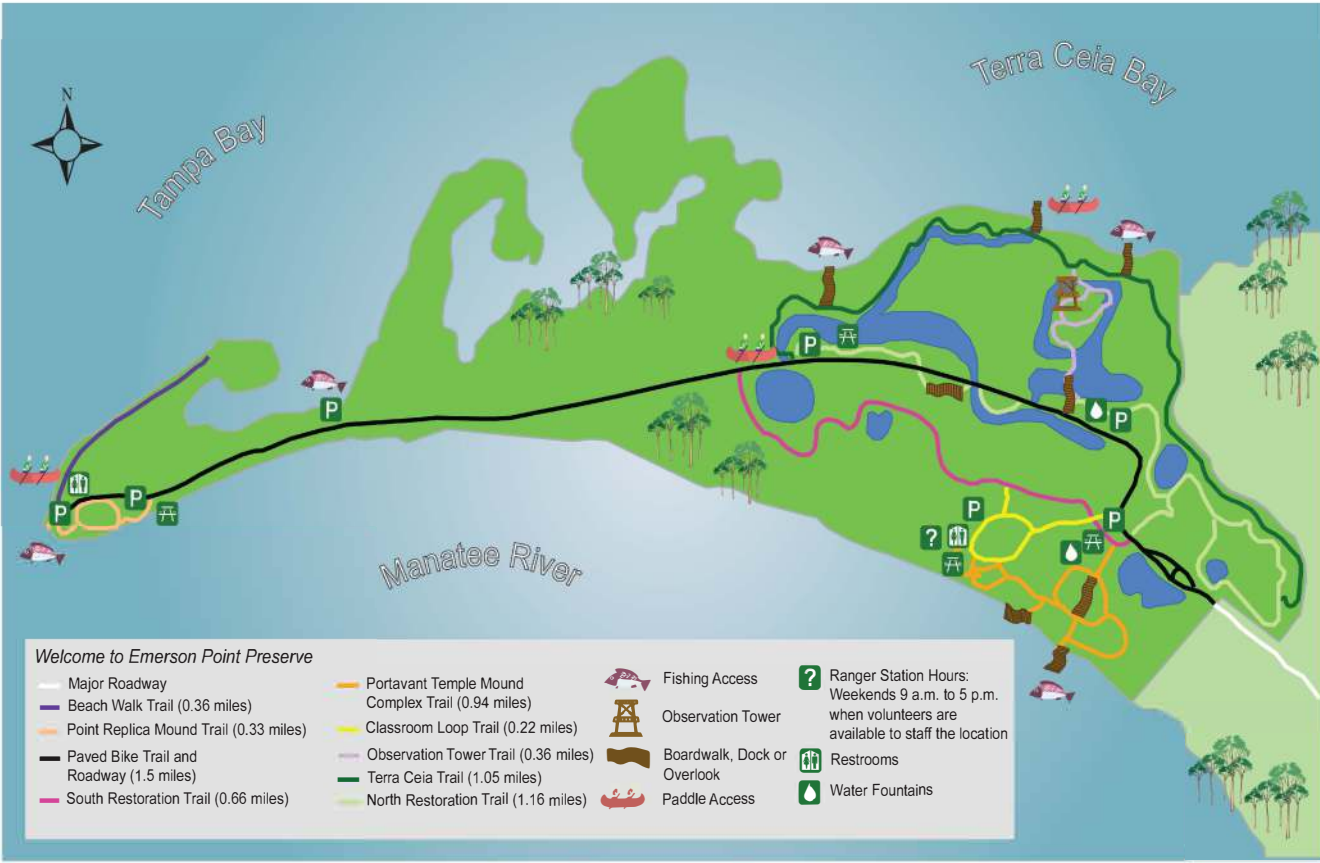 Terra Ceia Bay
N
Tampa Bay
P
P
P
P
P
P
P
P
?
Manatee River
Welcome to Emerson Point Preserve
Major Roadway
Beach Walk Trail (0.36 miles)
Point Replica Mound Trail (0.33 miles)
Paved Bike Trail and
Roadway (1.5 miles)
South Restoration Trail (0.66 miles)
Portavant Temple Mound
Complex Trail (0.94 miles)
Classroom Loop Trail (0.22 miles)
Observation Tower Trail (0.36 miles)
Terra Ceia Trail (1.05 miles)
North Restoration Trail (1.16 miles)
Fishing Access
Observation Tower
Boardwalk, Dock or
Overlook
Paddle Access
?
Ranger Station Hours:
Weekends 9 a.m. to 5 p.m.
when volunteers are
available to staff the location
Restrooms
Water Fountains